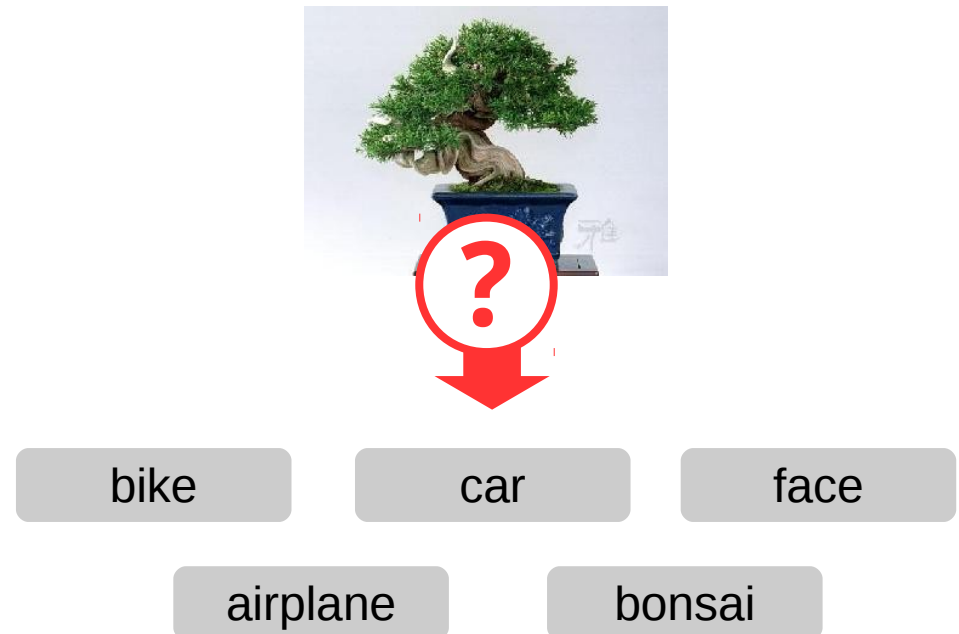 雅
?
bike
car
face
airplane
bonsai